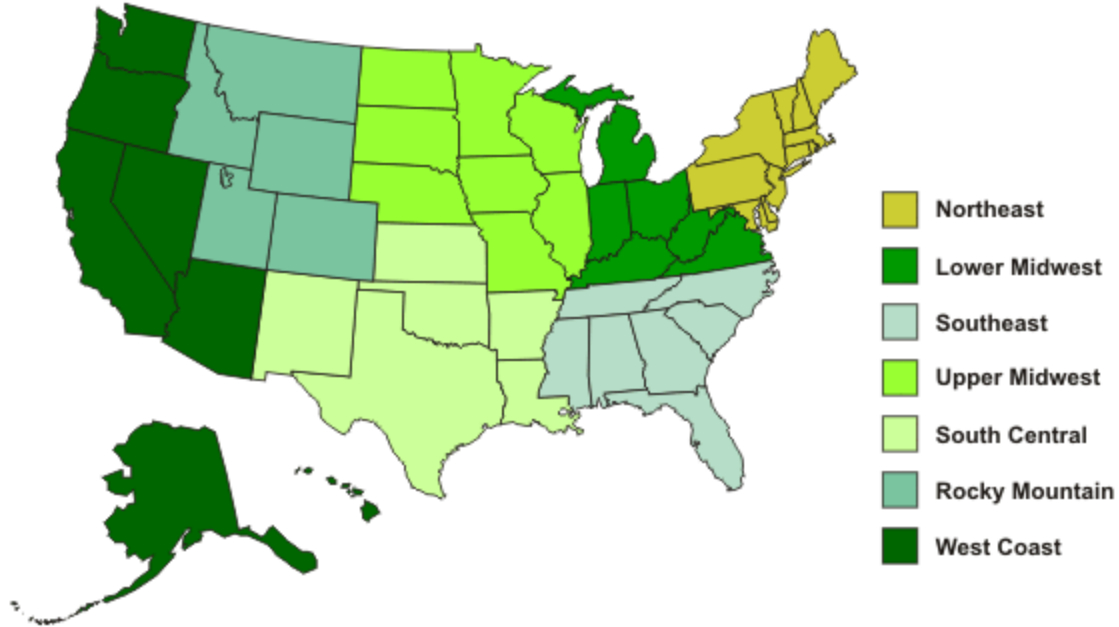 Northeast
Lower Midwest
Southeast
Upper Midwest
South Central
Rocky Mountain
West Coast